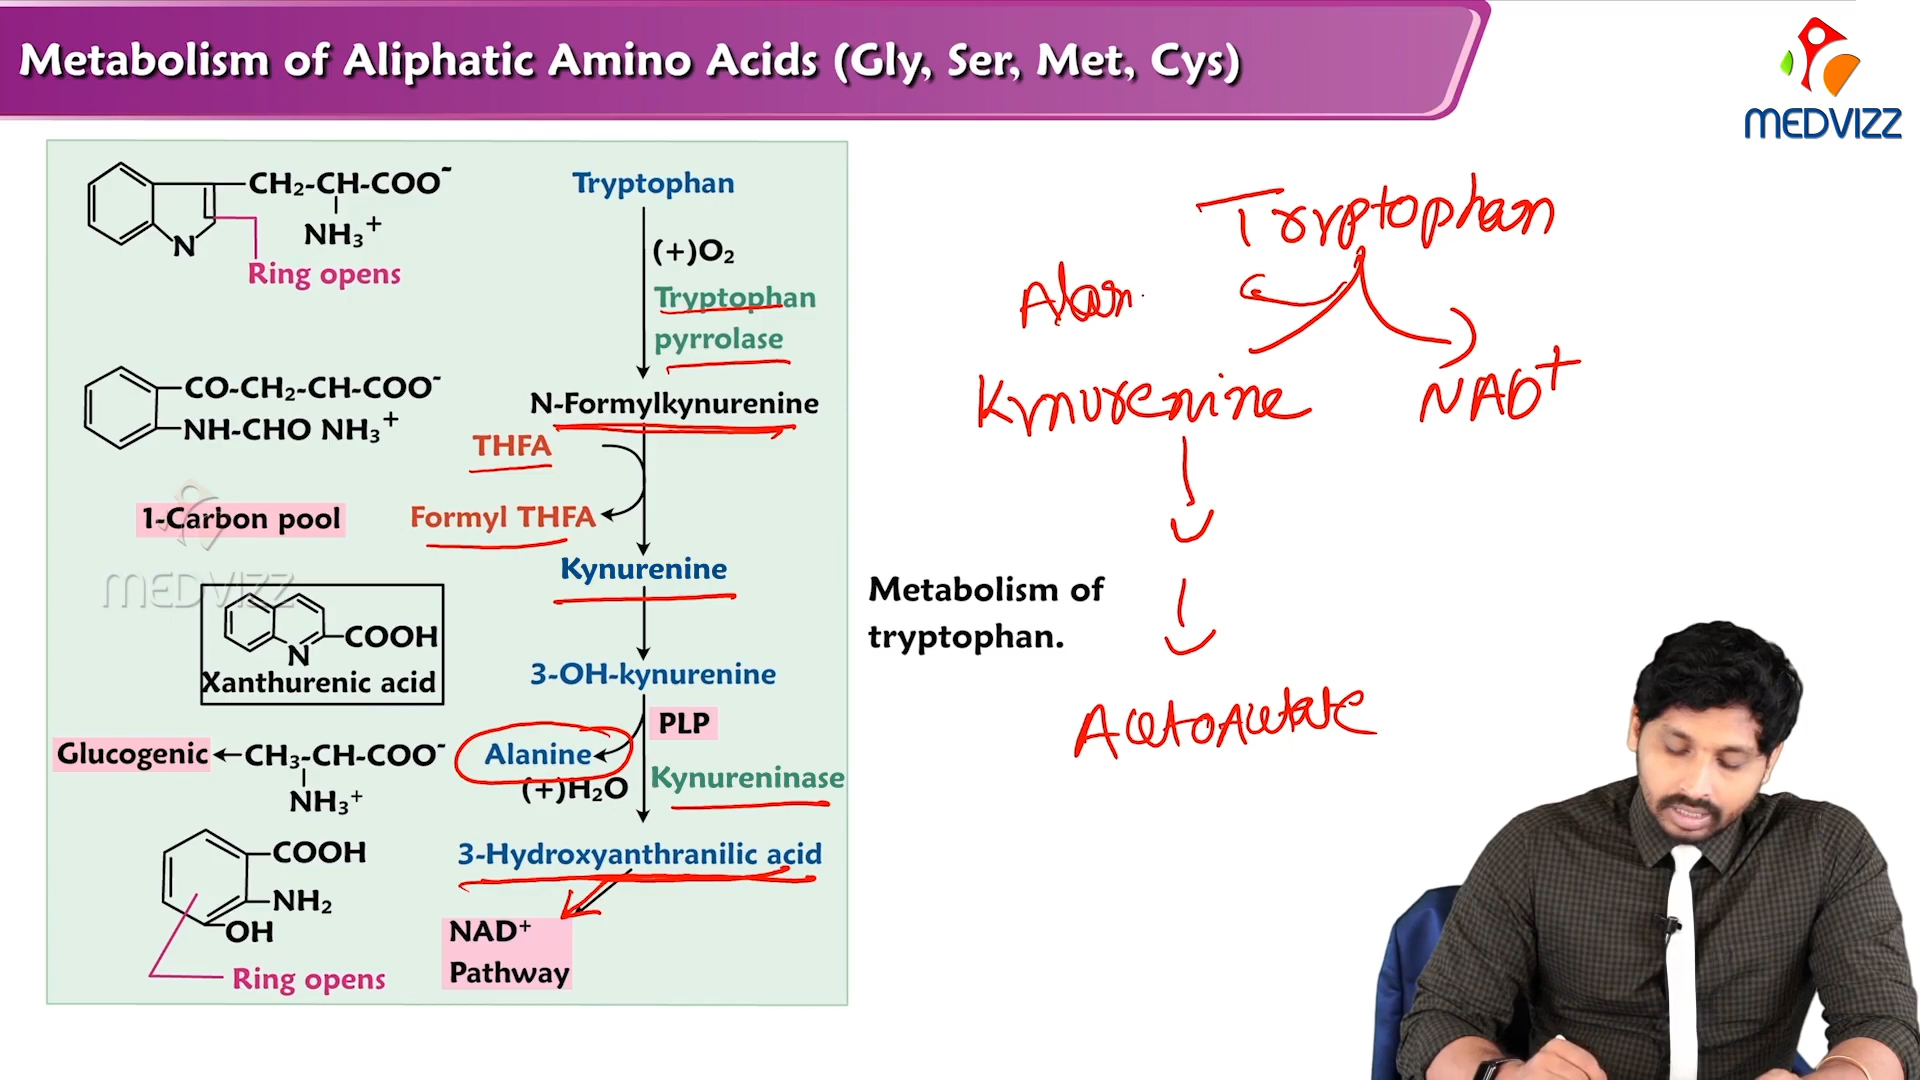 Metabolism of Aliphatic Amino Acids (Gly, Ser, Met, Cys)
MEDVIZZ
CH2-CH-COO-
NH3+
N
Ring opens
Tryptophan
(+)O2
Tryptophan
pyrrolase
CO-CH2-CH-COO-
NH-CHO NH3+
N-Formylkynurenine
THFA
1-Carbon pool
Formyl THFA
MEDVIZZ
Kynurenine
COOH
N
Xanthurenic acid
3-OH-kynurenine
PLP
Glucogenic
CH3-CH-COO-
NH3+
Alanine
(+)H2O
Kynureninase
COOH
NH2
OH
Ring opens
3-Hydroxyanthranilic acid
NAD+
Pathway
Metabolism of
tryptophan.
Tryptophan
Alan
Kynurenine
NAD+
AcetoAcetate